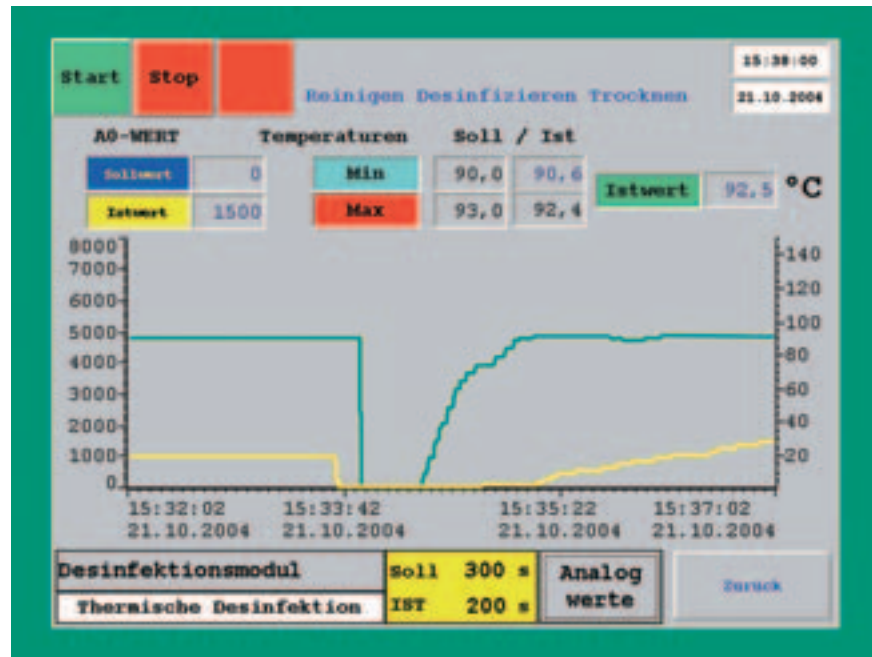 Start Stop
Reinigen Desinfizieren Trocknen
15:38:00
21.10.2004
A0-WERT Temperaturen Soll / Ist
Sollwert 0 Min 90,0 90,6
Istwert 1500 Max 93,0 92,4
Istwert 92,5 °C
8000
7000
6000
5000
4000
3000
2000
1000
0
140
120
100
80
60
40
20
15:32:02 15:33:42 15:35:22 15:37:02
21.10.2004 21.10.2004 21.10.2004 21.10.2004
Desinfektionsmodul
Thermische Desinfektion
Soll 300 s
IST 200 s
Analog
werte
Zurück